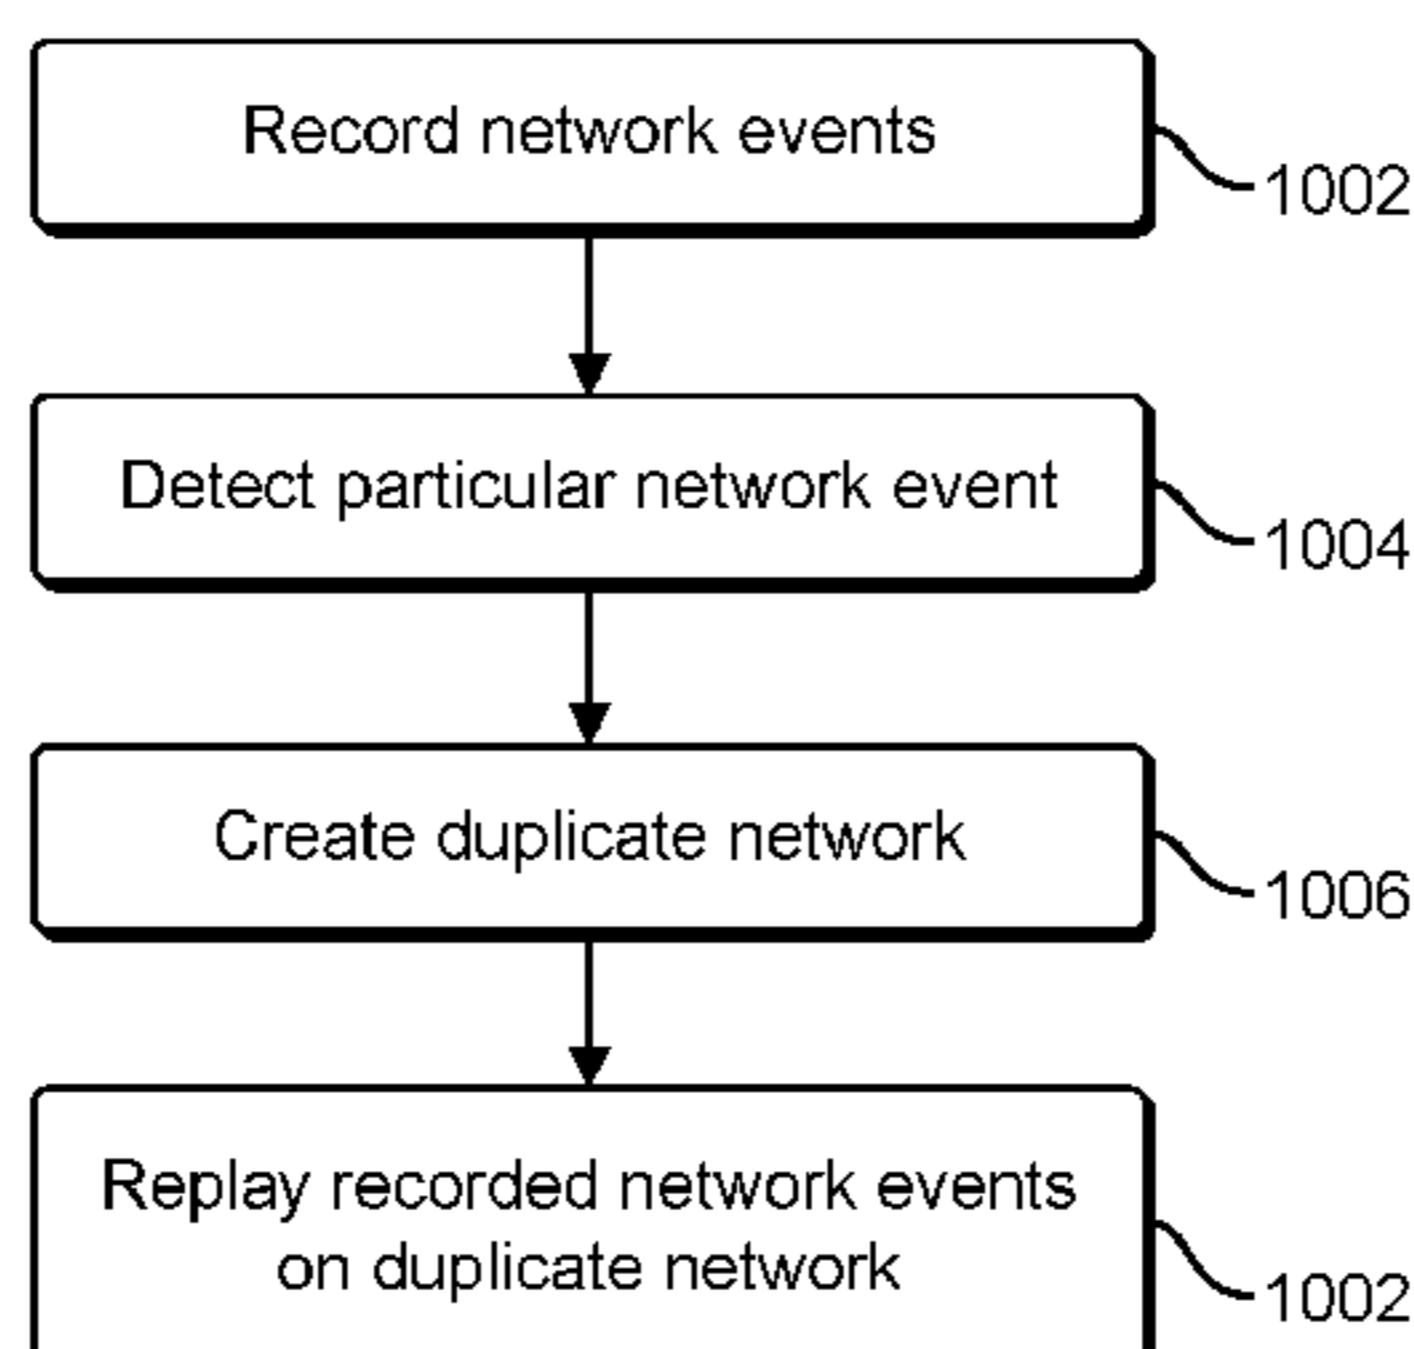 Record network events
1002
Detect particular network event
1004
Create duplicate network
1006
Replay recorded network events
on duplicate network
1002